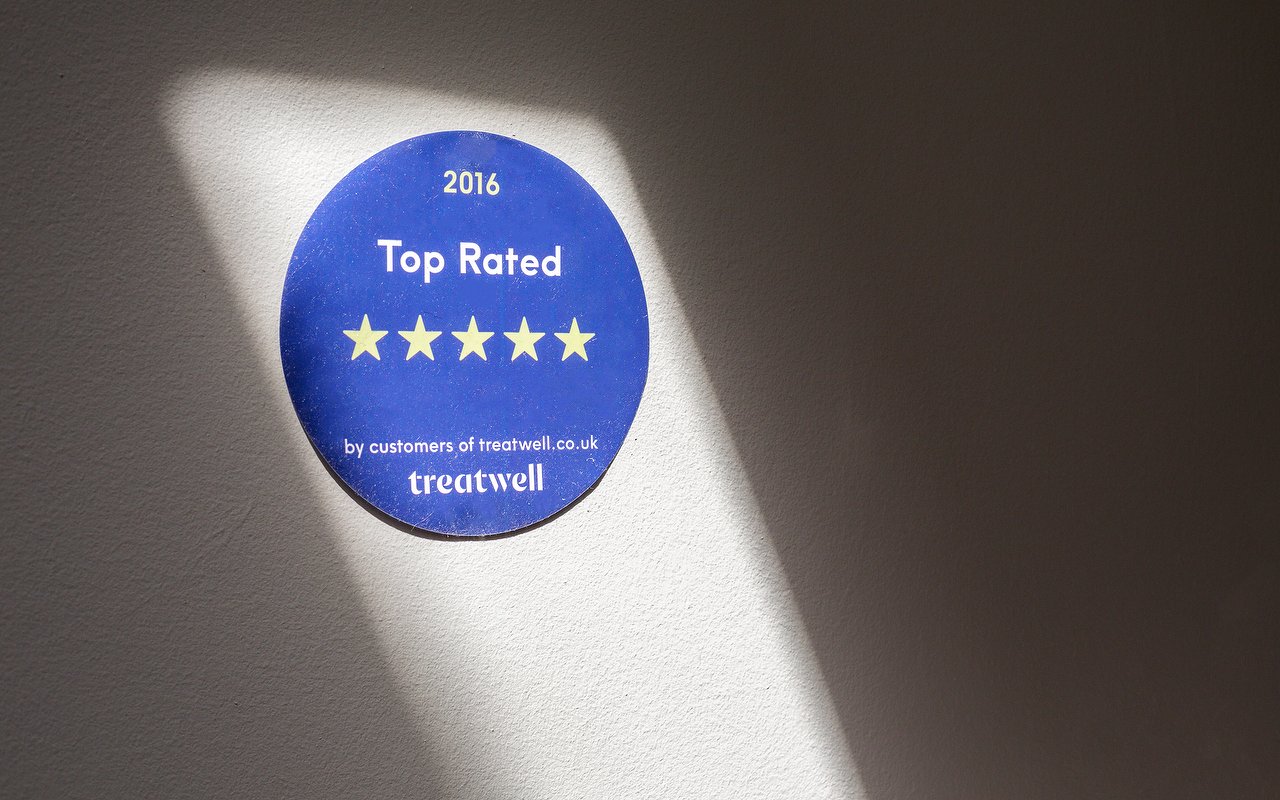 2016
Top Rated
by customers of treatwell.co.uk
treatwell